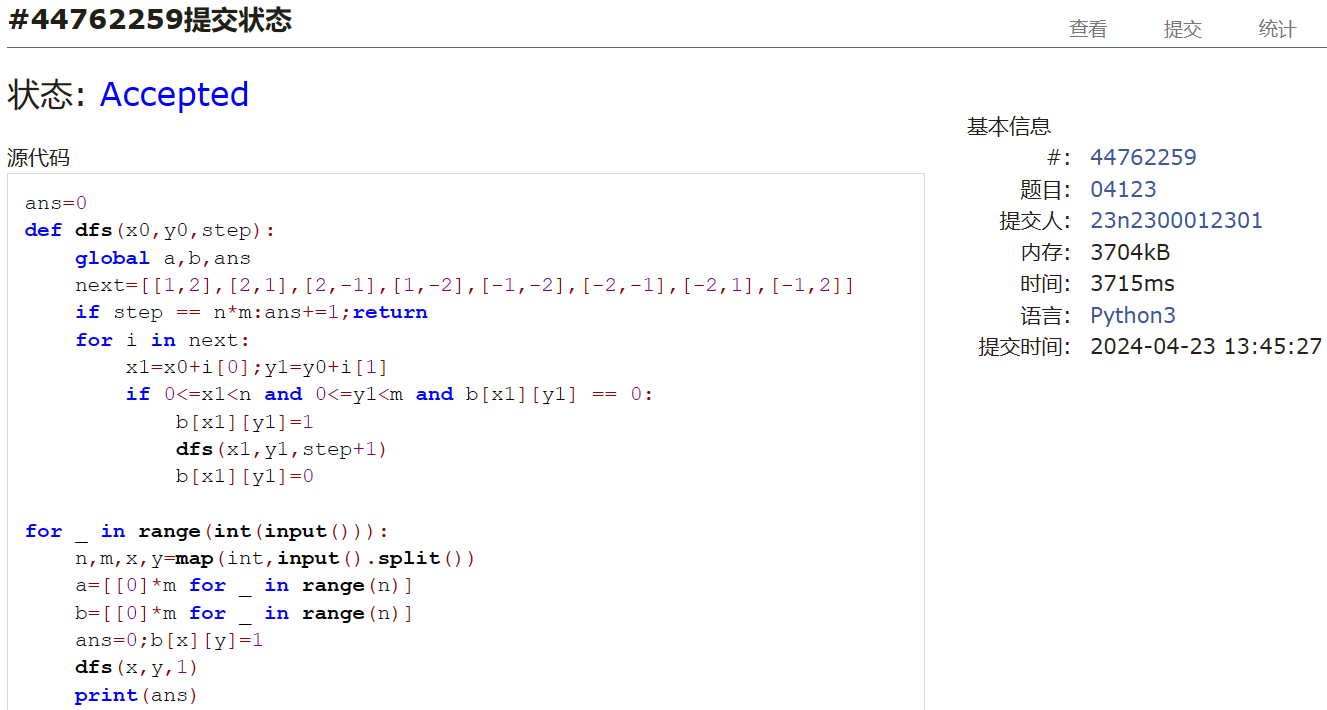 #44762259提交状态
查看 提交 统计
状态: Accepted
源代码
ans=0
def dfs(x0,y0,step):
    global a,b,ans
    next=[[1,2],[2,1],[2,-1],[1,-2],[-1,-2],[-2,-1],[-2,1],[-1,2]]
    if step == n*m:ans+=1;return
    for i in next:
        x1=x0+i[0];y1=y0+i[1]
        if 0<=x1<n and 0<=y1<m and b[x1][y1] == 0:
            b[x1][y1]=1
            dfs(x1,y1,step+1)
            b[x1][y1]=0
for _ in range(int(input())):
    n,m,x,y=map(int,input().split())
    a=[[0]*m for _ in range(n)]
    b=[[0]*m for _ in range(n)]
    ans=0;b[x][y]=1
    dfs(x,y,1)
    print(ans)
基本信息
#: 44762259
题目: 04123
提交人: 23n2300012301
内存: 3704kB
时间: 3715ms
语言: Python3
提交时间: 2024-04-23 13:45:27